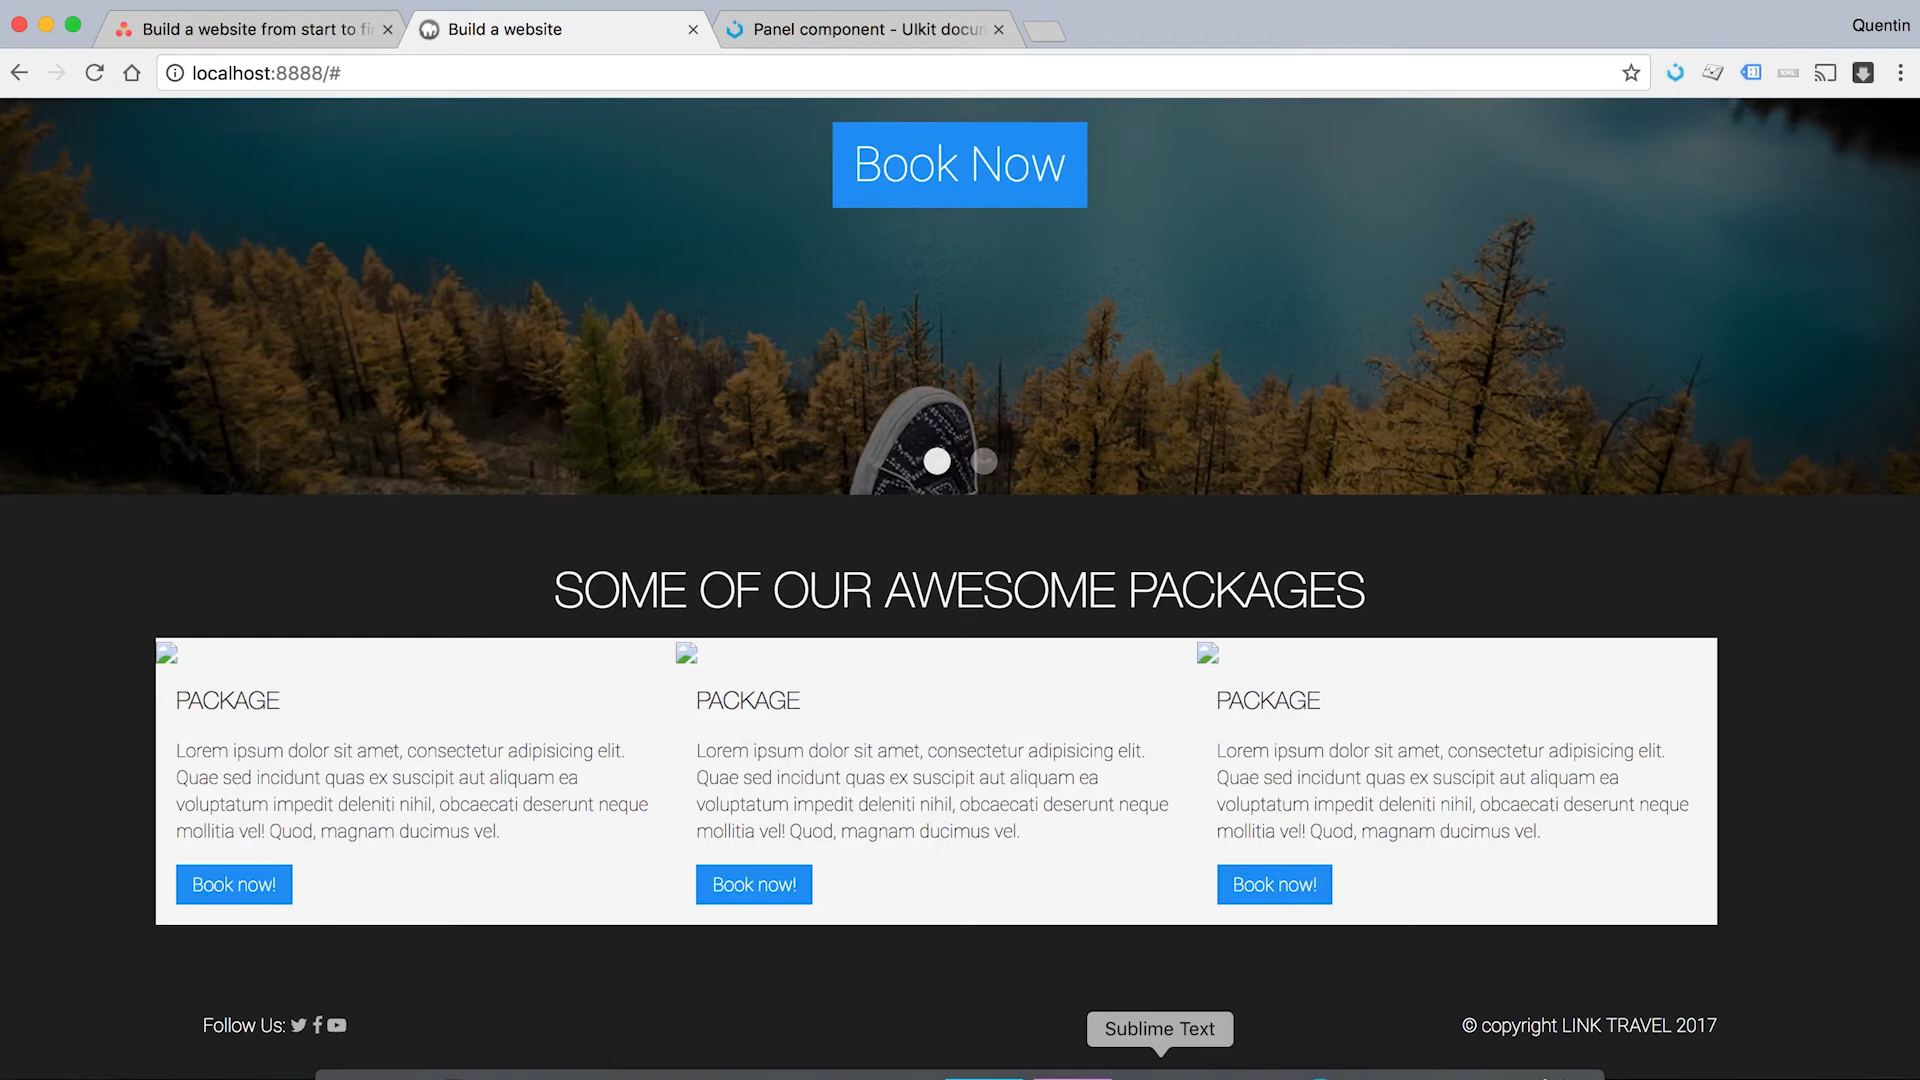 Build a website from start to fi
Build a website
Panel component - UIkit docun
Quentin
localhost:8888/#
Book Now
SOME OF OUR AWESOME PACKAGES
PACKAGE
Lorem ipsum dolor sit amet, consectetur adipisicing elit.
Quae sed incidunt quas ex suscipit aut aliquam ea
voluptatum impedit deleniti nihil, obcaecati deserunt neque
mollitia vel! Quod, magnam ducimus vel.
Book now!
PACKAGE
Lorem ipsum dolor sit amet, consectetur adipisicing elit.
Quae sed incidunt quas ex suscipit aut aliquam ea
voluptatum impedit deleniti nihil, obcaecati deserunt neque
mollitia vel! Quod, magnam ducimus vel.
Book now!
PACKAGE
Lorem ipsum dolor sit amet, consectetur adipisicing elit.
Quae sed incidunt quas ex suscipit aut aliquam ea
voluptatum impedit deleniti nihil, obcaecati deserunt neque
mollitia vel! Quod, magnam ducimus vel.
Book now!
Follow Us:
Sublime Text
© copyright LINK TRAVEL 2017